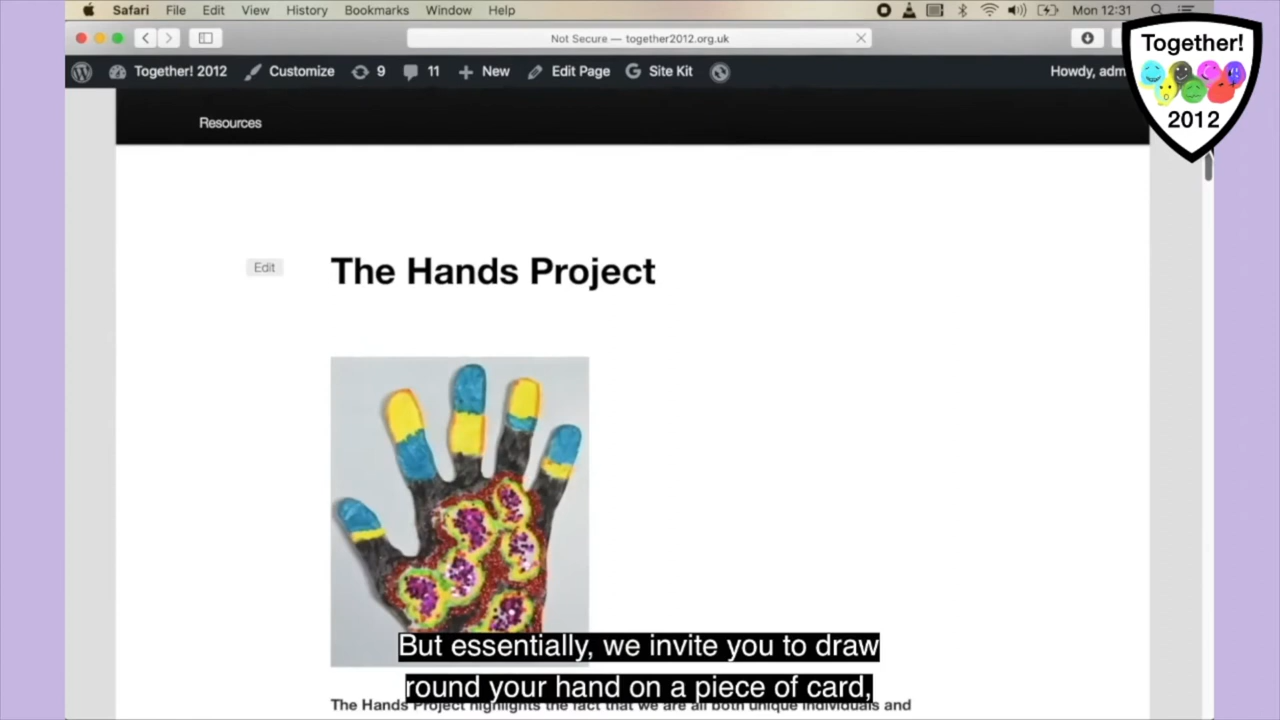 Safari File Edit View History Bookmarks Window Help Mon 12:31
Not Secure — together2012.org.uk
Together! 2012 Customize 9 11 New Edit Page Site Kit Howdy, adm
Together!
2012
Resources
Edit
The Hands Project
But essentially, we invite you to draw
round your hand on a piece of card,
The Hands Project highlights the fact that we are all both unique individuals and